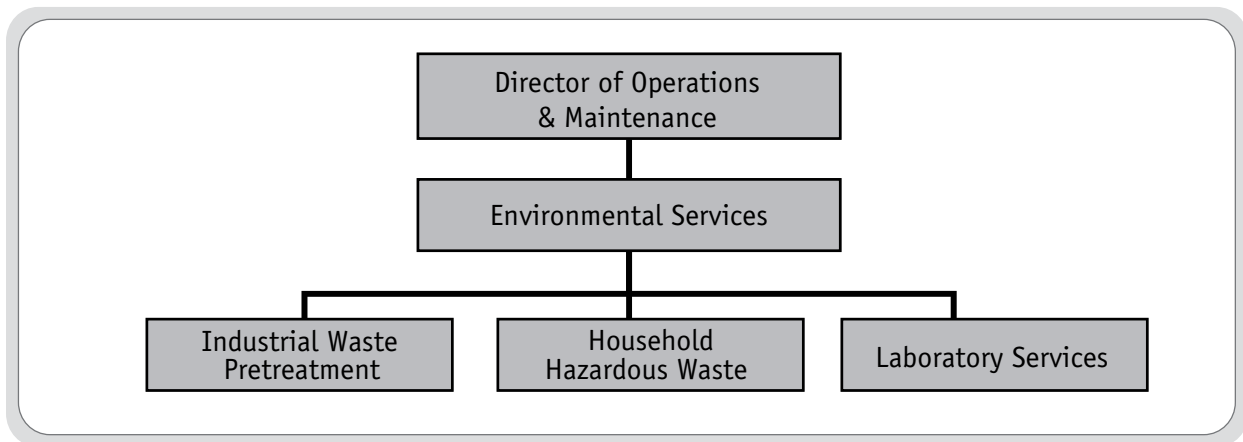 Director of Operations
& Maintenance
Environmental Services
Industrial Waste
Pretreatment
Household
Hazardous Waste
Laboratory Services